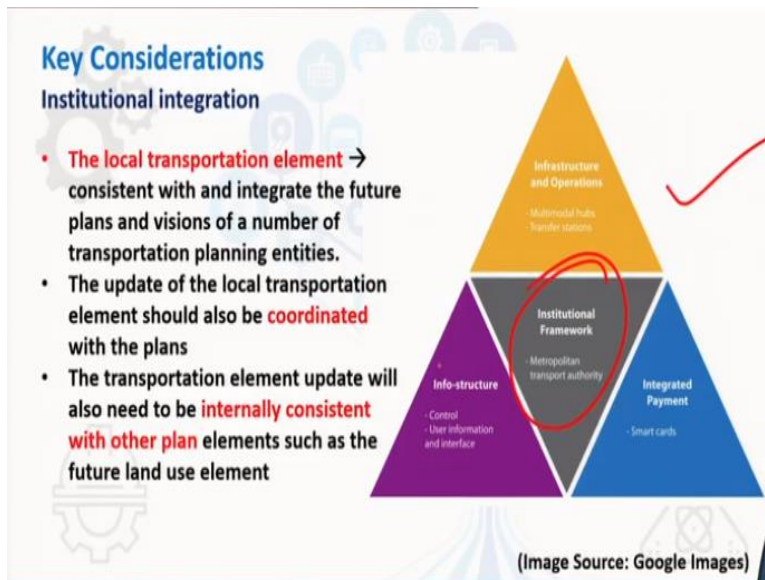 Key Considerations
Institutional integration
• The local transportation element →
consistent with and integrate the future
plans and visions of a number of
transportation planning entities.
• The update of the local transportation
element should also be coordinated
with the plans
• The transportation element update will
also need to be internally consistent
with other plan elements such as the
future land use element
Infrastructure
and Operations
- Multimodal hubs
- Transfer stations
Institutional
Framework
- Metropolitan
transport authority
Info-structure
- Control
- User information
and interface
Integrated
Payment
- Smart cards
(Image Source: Google Images)